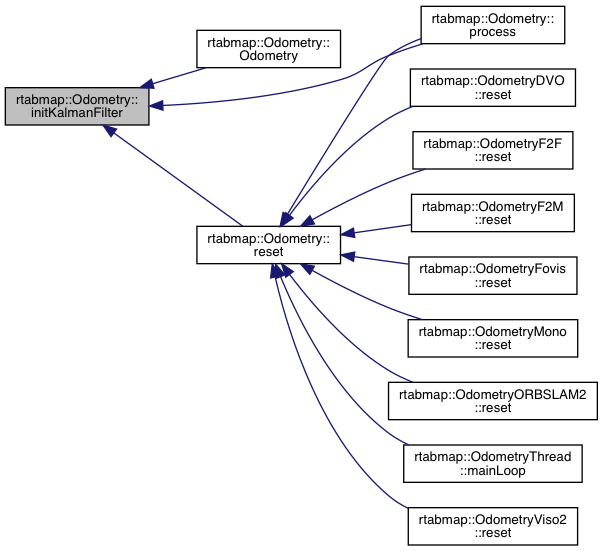 rtabmap::Odometry::
process
rtabmap::Odometry::
Odometry
rtabmap::OdometryDVO
::reset
rtabmap::Odometry::
initKalmanFilter
rtabmap::OdometryF2F
::reset
rtabmap::OdometryF2M
::reset
rtabmap::Odometry::
reset
rtabmap::OdometryFovis
::reset
rtabmap::OdometryMono
::reset
rtabmap::OdometryORBSLAM2
::reset
rtabmap::OdometryThread
::mainLoop
rtabmap::OdometryViso2
::reset